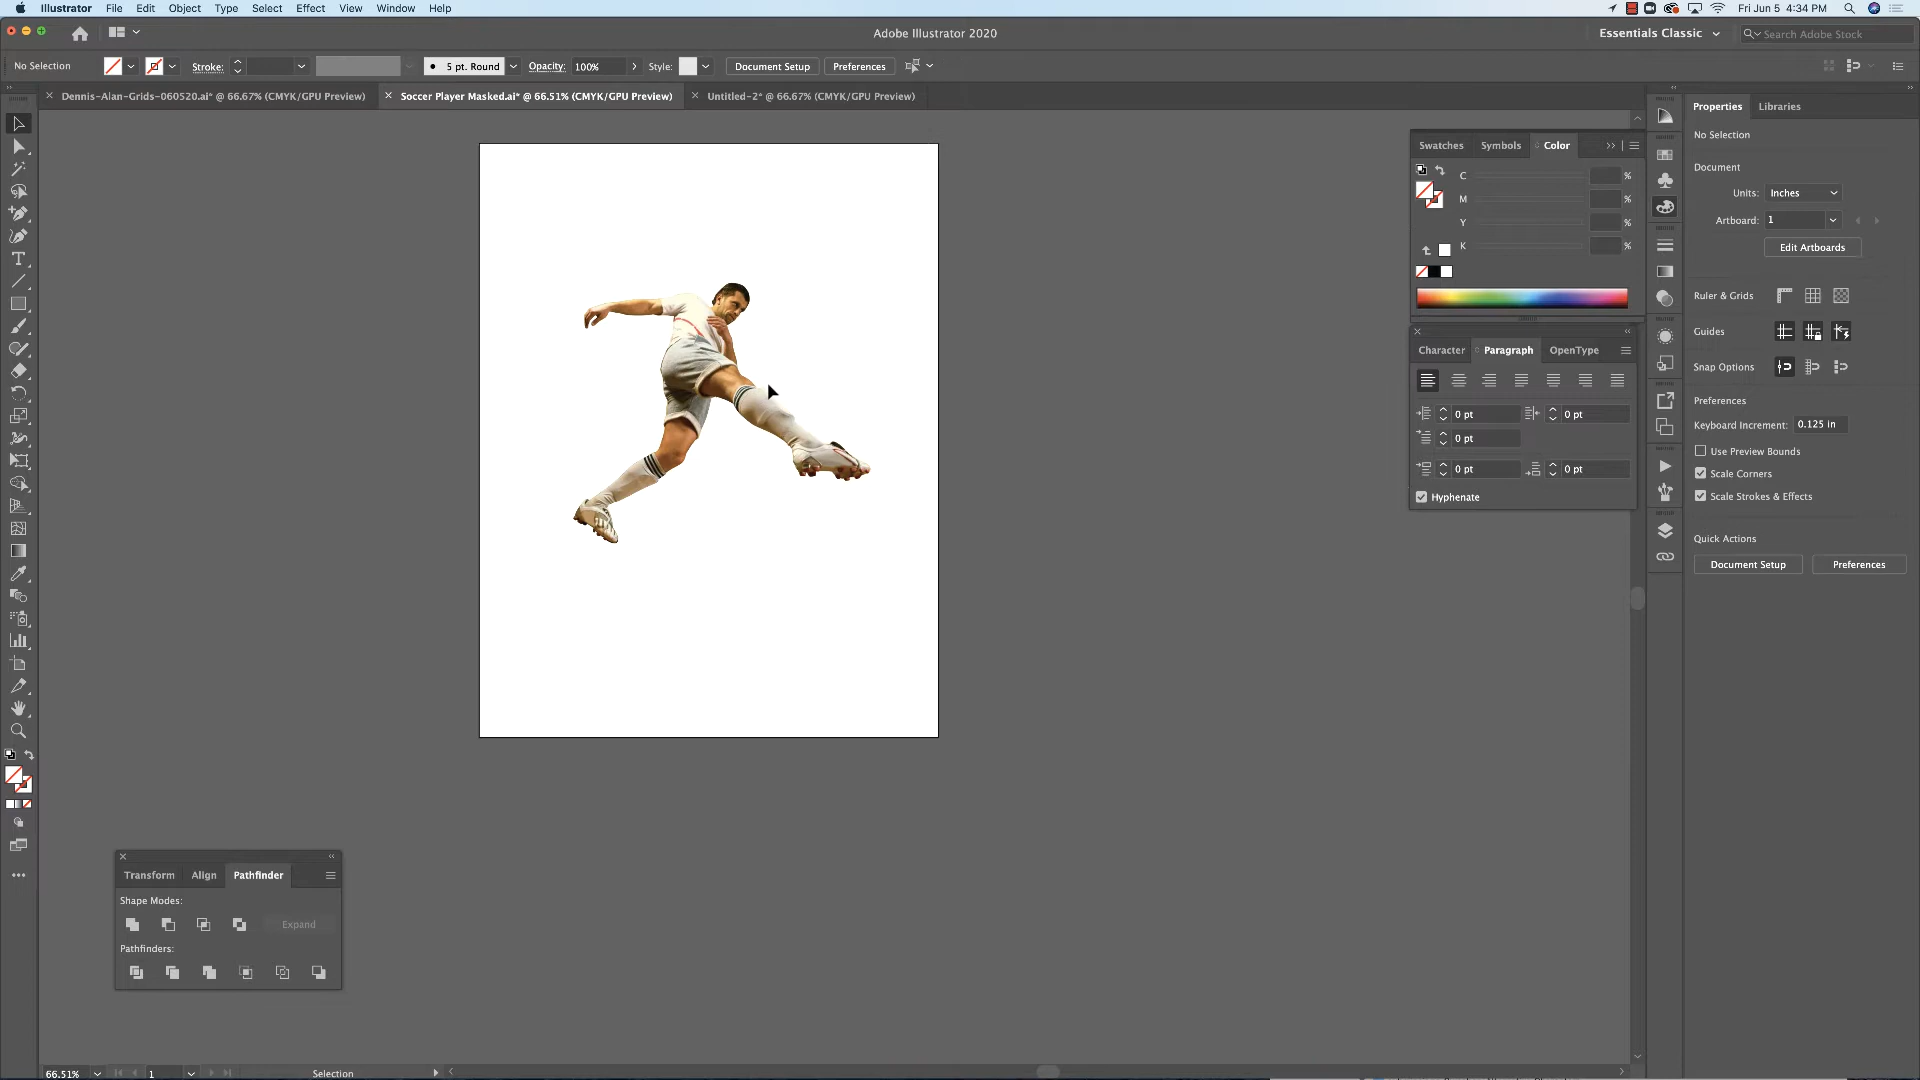 Illustrator File Edit Object Type Select Effect View Window Help Fri Jun 5 4:34 PM
Adobe Illustrator 2020 Essentials Classic Search Adobe Stock
No Selection Stroke: 5 pt. Round Opacity: 100% Style: Document Setup Preferences
Dennis-Alan-Grids-060520.ai* @ 66.67% (CMYK/GPU Preview) Soccer Player Masked.ai* @ 66.51% (CMYK/GPU Preview) Untitled-2* @ 66.67% (CMYK/GPU Preview)
Swatches Symbols Color
C %
M %
Y %
K %
Character Paragraph OpenType
0 pt 0 pt
0 pt
0 pt 0 pt
Hyphenate
Properties Libraries
No Selection
Document
Units: Inches
Artboard: 1
Edit Artboards
Ruler & Grids
Guides
Snap Options
Preferences
Keyboard Increment: 0.125 in
Use Preview Bounds
Scale Corners
Scale Strokes & Effects
Quick Actions
Document Setup Preferences
Transform Align Pathfinder
Shape Modes:
Expand
Pathfinders:
66.51% 1 Selection